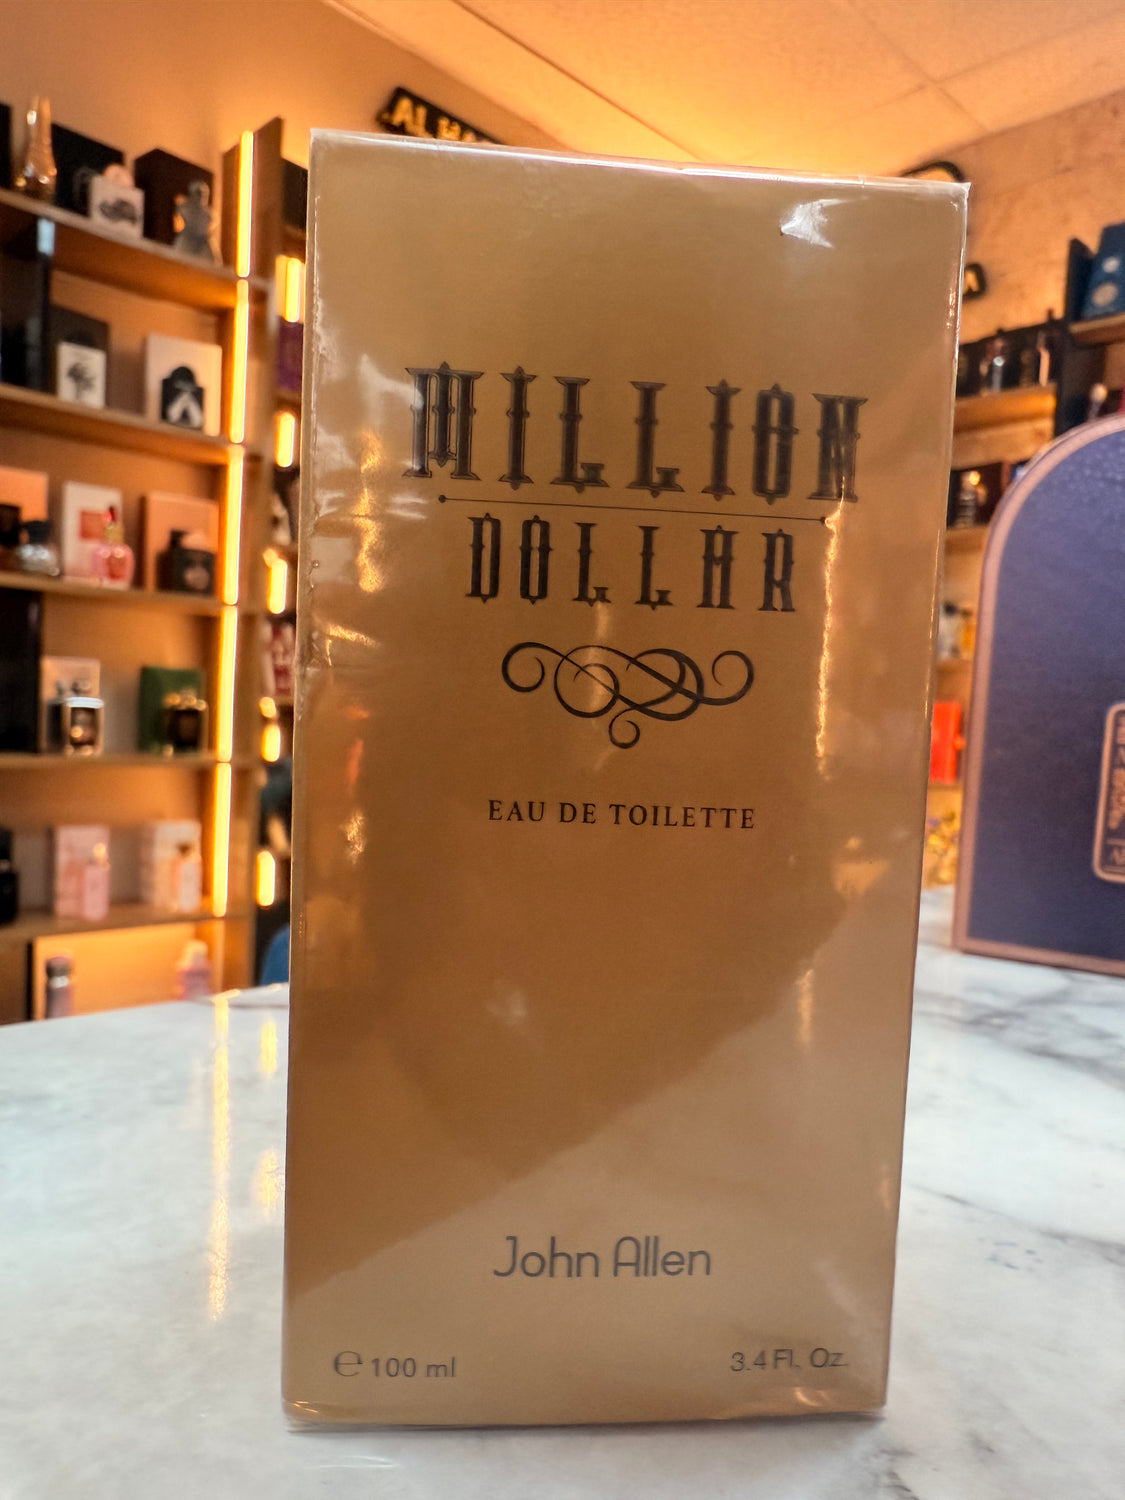 MILLION
DOLLAR
EAU DE TOILETTE
John Allen
℮ 100 ml
3.4 Fl. Oz.